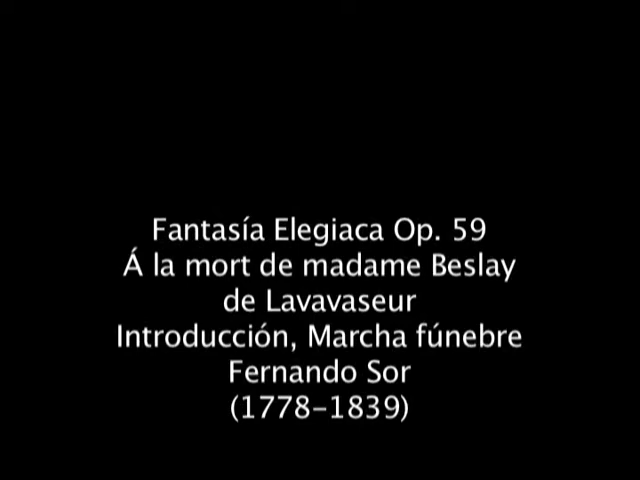 Fantasía Elegiaca Op. 59
Á la mort de madame Beslay
de Lavavaseur
Introducción, Marcha fúnebre
Fernando Sor
(1778-1839)